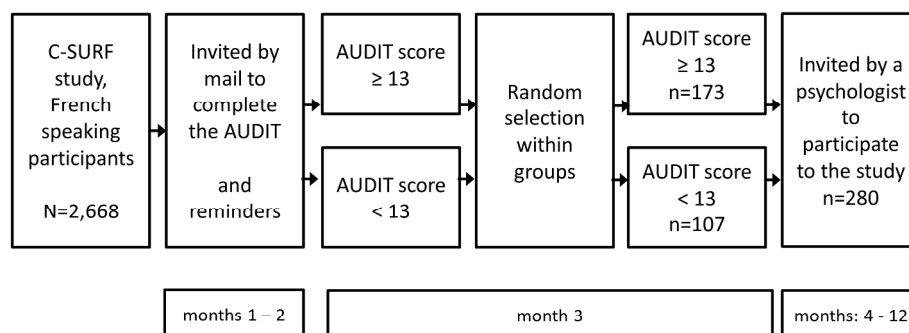 C-SURF
study,
French
speaking
participants
N=2,668
Invited by
mail to
complete
the AUDIT
and
reminders
AUDIT score
≥ 13
AUDIT score
< 13
Random
selection
within
groups
AUDIT score
≥ 13
n=173
AUDIT score
< 13
n=107
Invited by a
psychologist
to
participate
to the study
n=280
months 1 – 2
month 3
months: 4 - 12